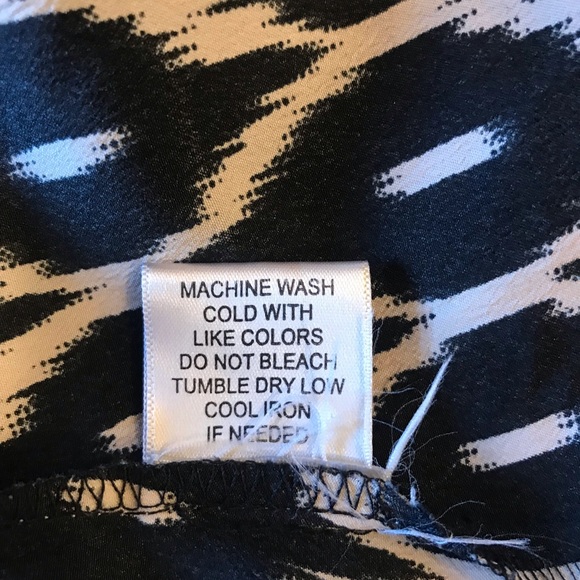 MACHINE WASH
COLD WITH
LIKE COLORS
DO NOT BLEACH
TUMBLE DRY LOW
COOL IRON
IF NEEDED